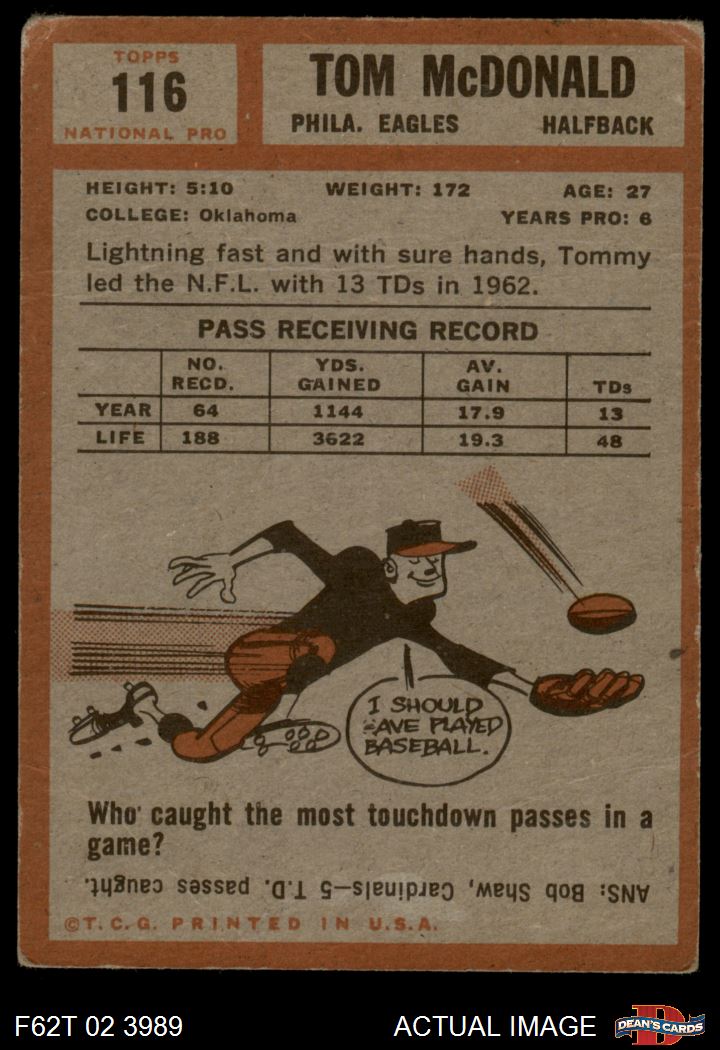 TOPPS
116
NATIONAL PRO
TOM McDONALD
PHILA. EAGLES HALFBACK
HEIGHT: 5:10 WEIGHT: 172 AGE: 27
COLLEGE: Oklahoma YEARS PRO: 6
Lightning fast and with sure hands, Tommy
led the N.F.L. with 13 TDs in 1962.
PASS RECEIVING RECORD
NO. RECD. YDS. GAINED AV. GAIN TDs
YEAR 64 1144 17.9 13
LIFE 188 3622 19.3 48
I SHOULD
HAVE PLAYED
BASEBALL.
Who caught the most touchdown passes in a
game?
ANS: Bob Shaw, Cardinals—5 T.D. passes caught.
©T.C.G. PRINTED IN U.S.A.
F62T 02 3989 ACTUAL IMAGE
D
DEAN'S CARDS